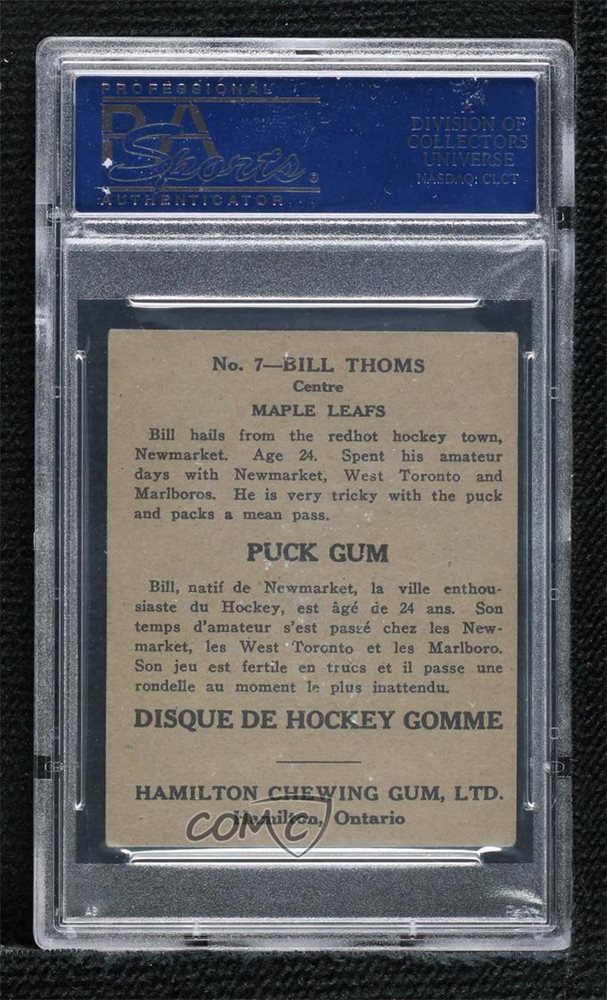 PROFESSIONAL
PSA
Sports ®
AUTHENTICATOR
DIVISION OF
COLLECTORS
UNIVERSE
NASDAQ: CLCT
No. 7—BILL THOMS
Centre
MAPLE LEAFS
Bill hails from the redhot hockey town,
Newmarket. Age 24. Spent his amateur
days with Newmarket, West Toronto and
Marlboros. He is very tricky with the puck
and packs a mean pass.
PUCK GUM
Bill, natif de Newmarket, la ville enthou-
siaste du Hockey, est âgé de 24 ans. Son
temps d'amateur s'est passé chez les New-
market, les West Toronto et les Marlboro.
Son jeu est fertile en trucs et il passe une
rondelle au moment le plus inattendu.
DISQUE DE HOCKEY GOMME
HAMILTON CHEWING GUM, LTD.
Hamilton, Ontario
COMC